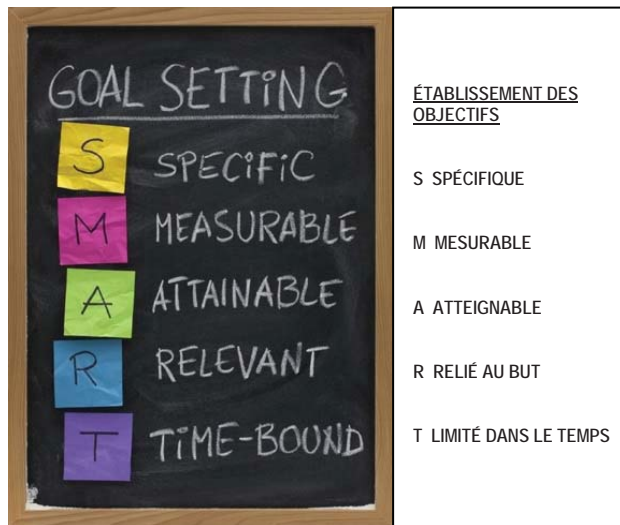 GOAL SETTING
S SPECIFIC
M MEASURABLE
A ATTAINABLE
R RELEVANT
T TIME-BOUND
ÉTABLISSEMENT DES
OBJECTIFS
S SPÉCIFIQUE
M MESURABLE
A ATTEIGNABLE
R RELIÉ AU BUT
T LIMITÉ DANS LE TEMPS